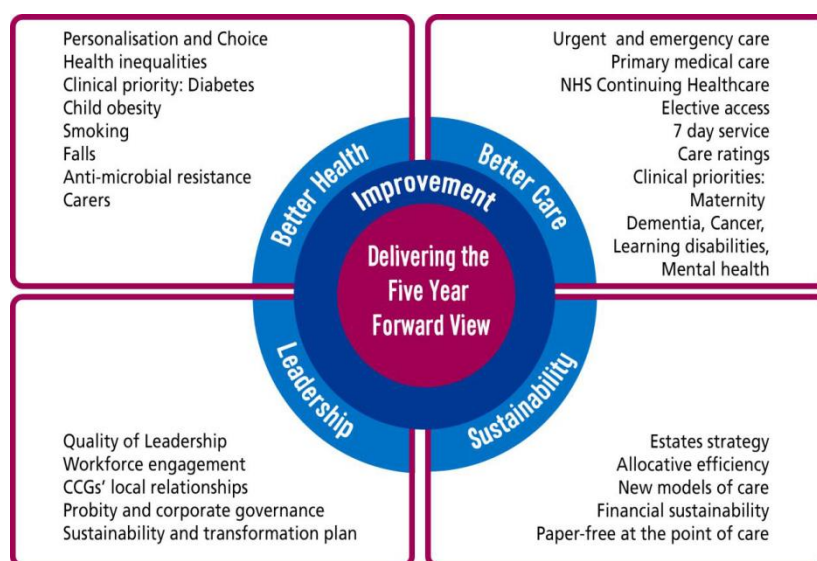 Personalisation and Choice
Health inequalities
Clinical priority: Diabetes
Child obesity
Smoking
Falls
Anti-microbial resistance
Carers
Urgent and emergency care
Primary medical care
NHS Continuing Healthcare
Elective access
7 day service
Care ratings
Clinical priorities:
Maternity
Dementia, Cancer,
Learning disabilities,
Mental health
Better Health
Better Care
Improvement
Delivering the
Five Year
Forward View
Leadership
Sustainability
Quality of Leadership
Workforce engagement
CCGs' local relationships
Probity and corporate governance
Sustainability and transformation plan
Estates strategy
Allocative efficiency
New models of care
Financial sustainability
Paper-free at the point of care